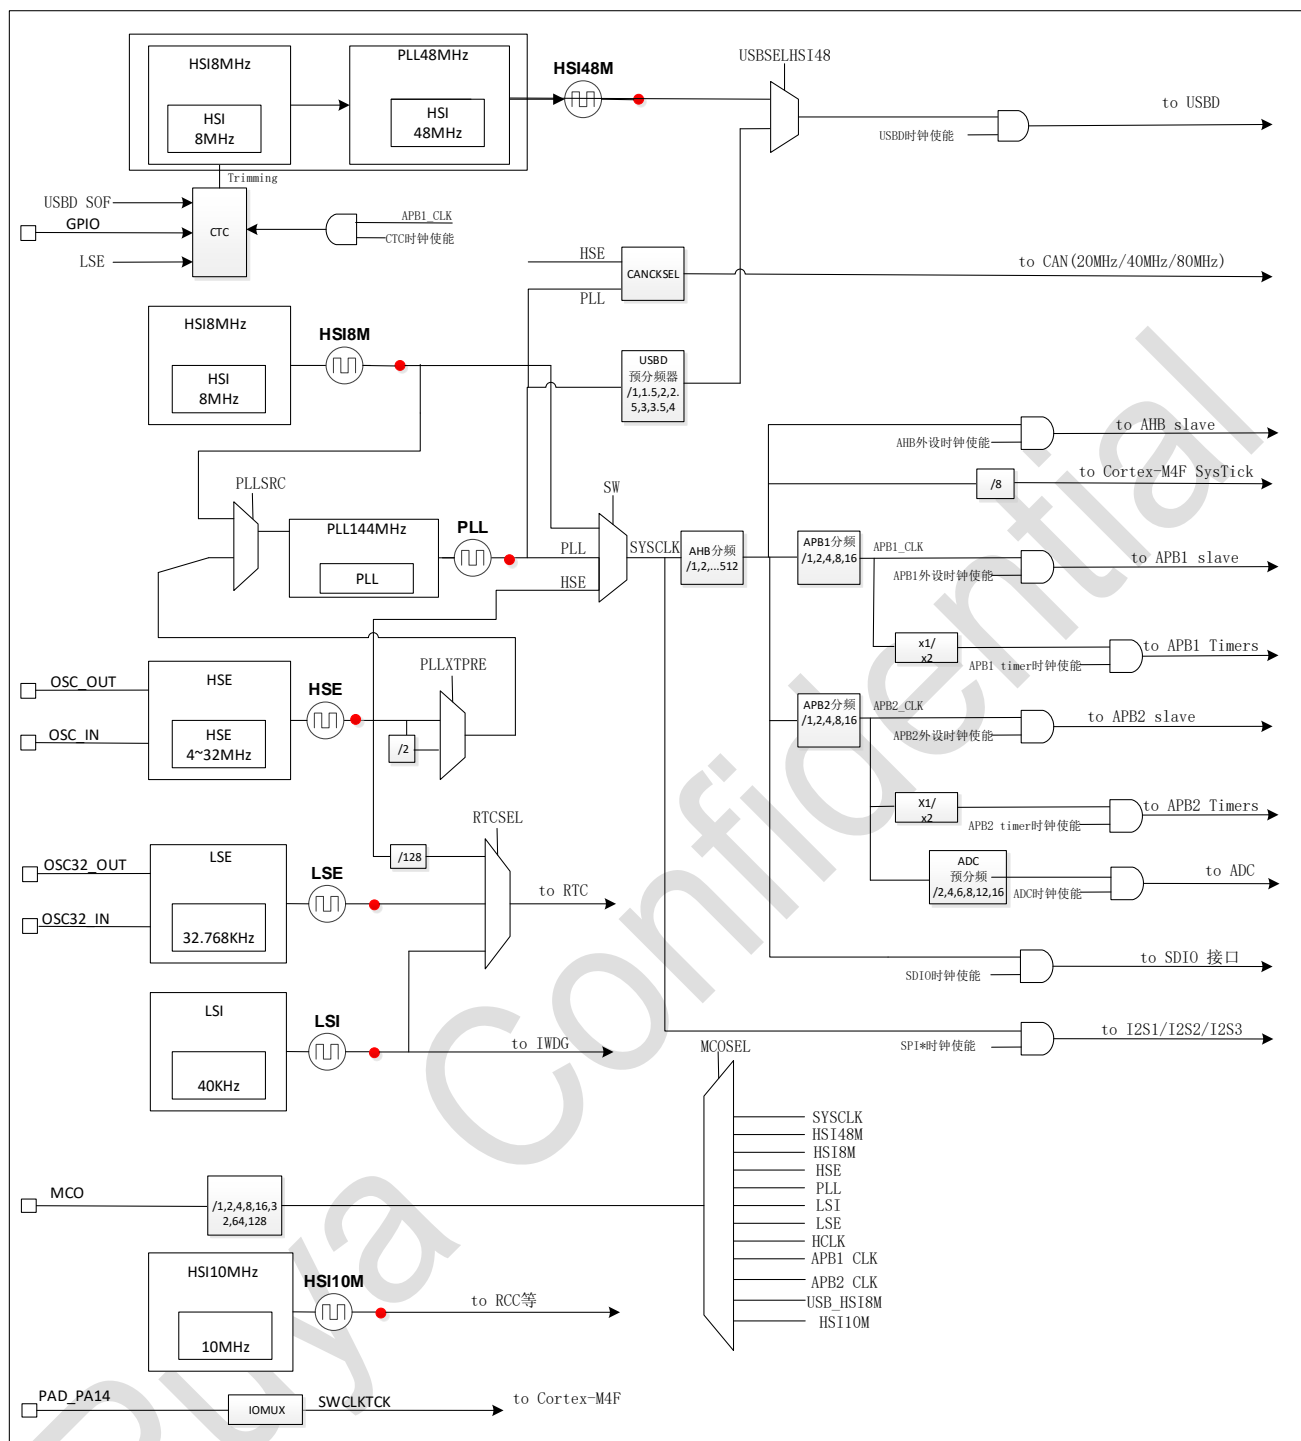 HSI8MHz
HSI
8MHz
PLL48MHz
HSI
48MHz
HSI48M
USBSELHSI48
to USBD
USBD时钟使能
Trimming
USBD SOF
GPIO
LSE
CTC
APB1_CLK
CTC时钟使能
HSE
PLL
CANCKSEL
to CAN(20MHz/40MHz/80MHz)
HSI8MHz
HSI
8MHz
HSI8M
USBD
预分频器
/1,1.5,2,2.
5,3,3.5,4
PLLSRC
PLL144MHz
PLL
PLL
SW
PLL
HSE
SYSCLK
AHB分频
/1,2,...512
to AHB slave
AHB外设时钟使能
/8
to Cortex-M4F SysTick
APB1分频
/1,2,4,8,16
APB1_CLK
APB1外设时钟使能
to APB1 slave
x1/
x2
APB1 timer时钟使能
to APB1 Timers
OSC_OUT
OSC_IN
HSE
HSE
4~32MHz
HSE
PLLXTPRE
/2
APB2分频
/1,2,4,8,16
APB2_CLK
APB2外设时钟使能
to APB2 slave
X1/
x2
APB2 timer时钟使能
to APB2 Timers
ADC
预分频
/2,4,6,8,12,16
ADC时钟使能
to ADC
RTCSEL
/128
OSC32_OUT
OSC32_IN
LSE
32.768KHz
LSE
to RTC
SDIO时钟使能
to SDIO 接口
LSI
40KHz
LSI
to IWDG
SPI*时钟使能
to I2S1/I2S2/I2S3
MCOSEL
SYSCLK
HSI48M
HSI8M
HSE
PLL
LSI
LSE
HCLK
APB1 CLK
APB2 CLK
USB_HSI8M
HSI10M
MCO
/1,2,4,8,16,3
2,64,128
HSI10MHz
10MHz
HSI10M
to RCC等
PAD_PA14
IOMUX
SWCLKTCK
to Cortex-M4F
Puya Confidential